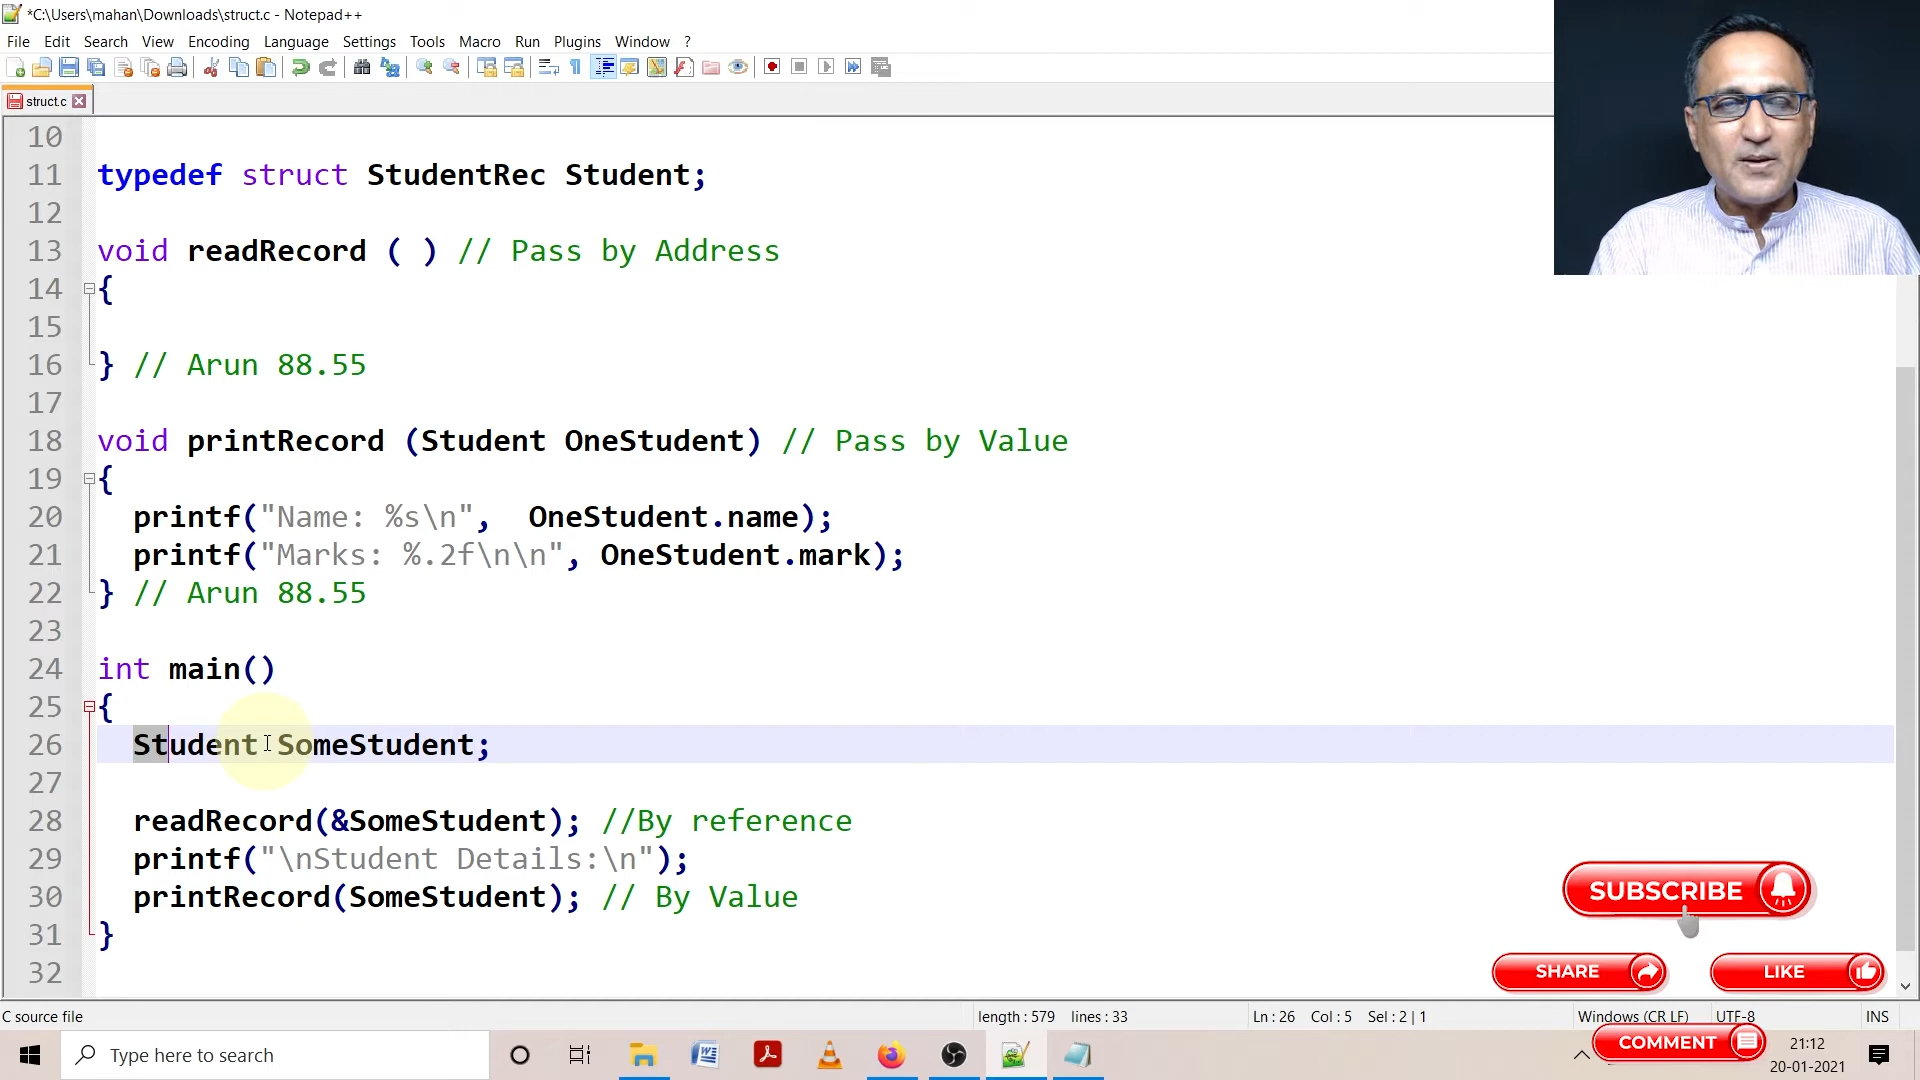 *C:\Users\mahan\Downloads\struct.c - Notepad++
File Edit Search View Encoding Language Settings Tools Macro Run Plugins Window ?
struct.c
10
11 typedef struct StudentRec Student;
12
13 void readRecord ( ) // Pass by Address
14 {
15
16 } // Arun 88.55
17
18 void printRecord (Student OneStudent) // Pass by Value
19 {
20 printf("Name: %s\n", OneStudent.name);
21 printf("Marks: %.2f\n\n", OneStudent.mark);
22 } // Arun 88.55
23
24 int main()
25 {
26 Student SomeStudent;
27
28 readRecord(&SomeStudent); //By reference
29 printf("\nStudent Details:\n");
30 printRecord(SomeStudent); // By Value
31 }
32
SUBSCRIBE
SHARE LIKE
C source file length : 579 lines : 33 Ln : 26 Col : 5 Sel : 2 | 1 Windows (CR LF) UTF-8 INS
COMMENT
Type here to search
21:12
20-01-2021